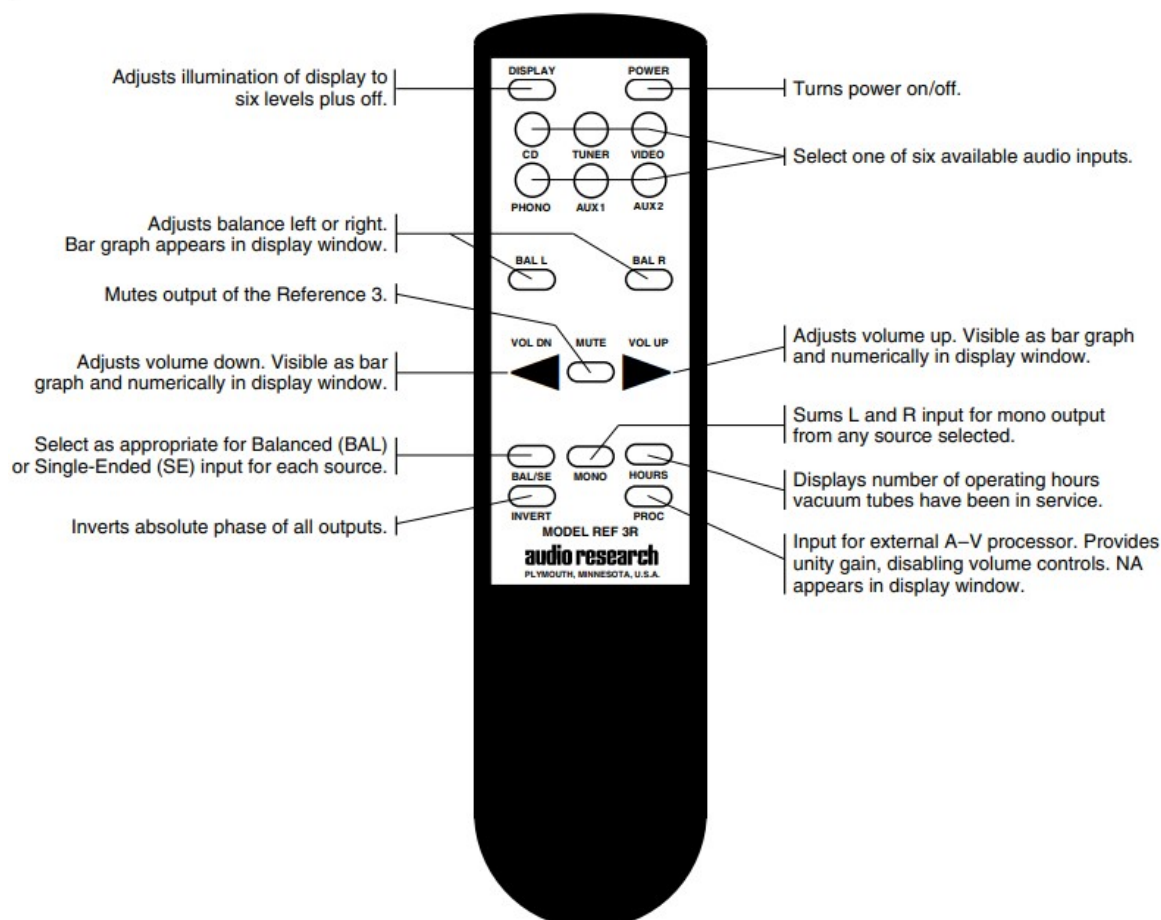 Adjusts illumination of display to
six levels plus off.
DISPLAY
POWER
Turns power on/off.
CD
TUNER
VIDEO
Select one of six available audio inputs.
PHONO
AUX1
AUX2
Adjusts balance left or right.
Bar graph appears in display window.
BAL L
BAL R
Mutes output of the Reference 3.
VOL DN
MUTE
VOL UP
Adjusts volume up. Visible as bar graph
and numerically in display window.
Adjusts volume down. Visible as bar
graph and numerically in display window.
Sums L and R input for mono output
from any source selected.
Select as appropriate for Balanced (BAL)
or Single-Ended (SE) input for each source.
BAL/SE
MONO
HOURS
Displays number of operating hours
vacuum tubes have been in service.
Inverts absolute phase of all outputs.
INVERT
PROC
Input for external A–V processor. Provides
unity gain, disabling volume controls. NA
appears in display window.
MODEL REF 3R
audio research
PLYMOUTH, MINNESOTA, U.S.A.